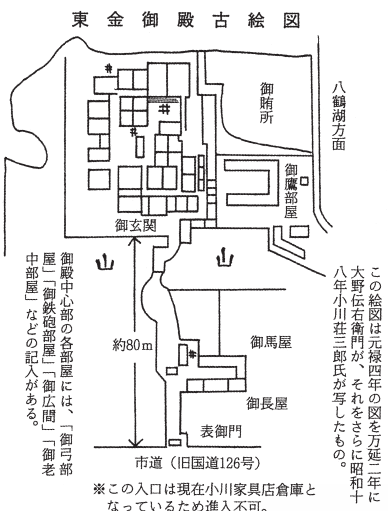 東金御殿古絵図
八鶴湖方面
御賄所
御鷹部屋
御玄関
山
山
約80m
御馬屋
御長屋
表御門
市道（旧国道126号）
※この入口は現在小川家具店倉庫と
なっているため進入不可。
この絵図は元禄四年の図を万延二年に
大野伝右衛門が、それをさらに昭和十
八年小川荘三郎氏が写したもの。
御殿中心部の各部屋には、「御弓部
屋」「御鉄砲部屋」「御広間」「御老
中部屋」などの記入がある。